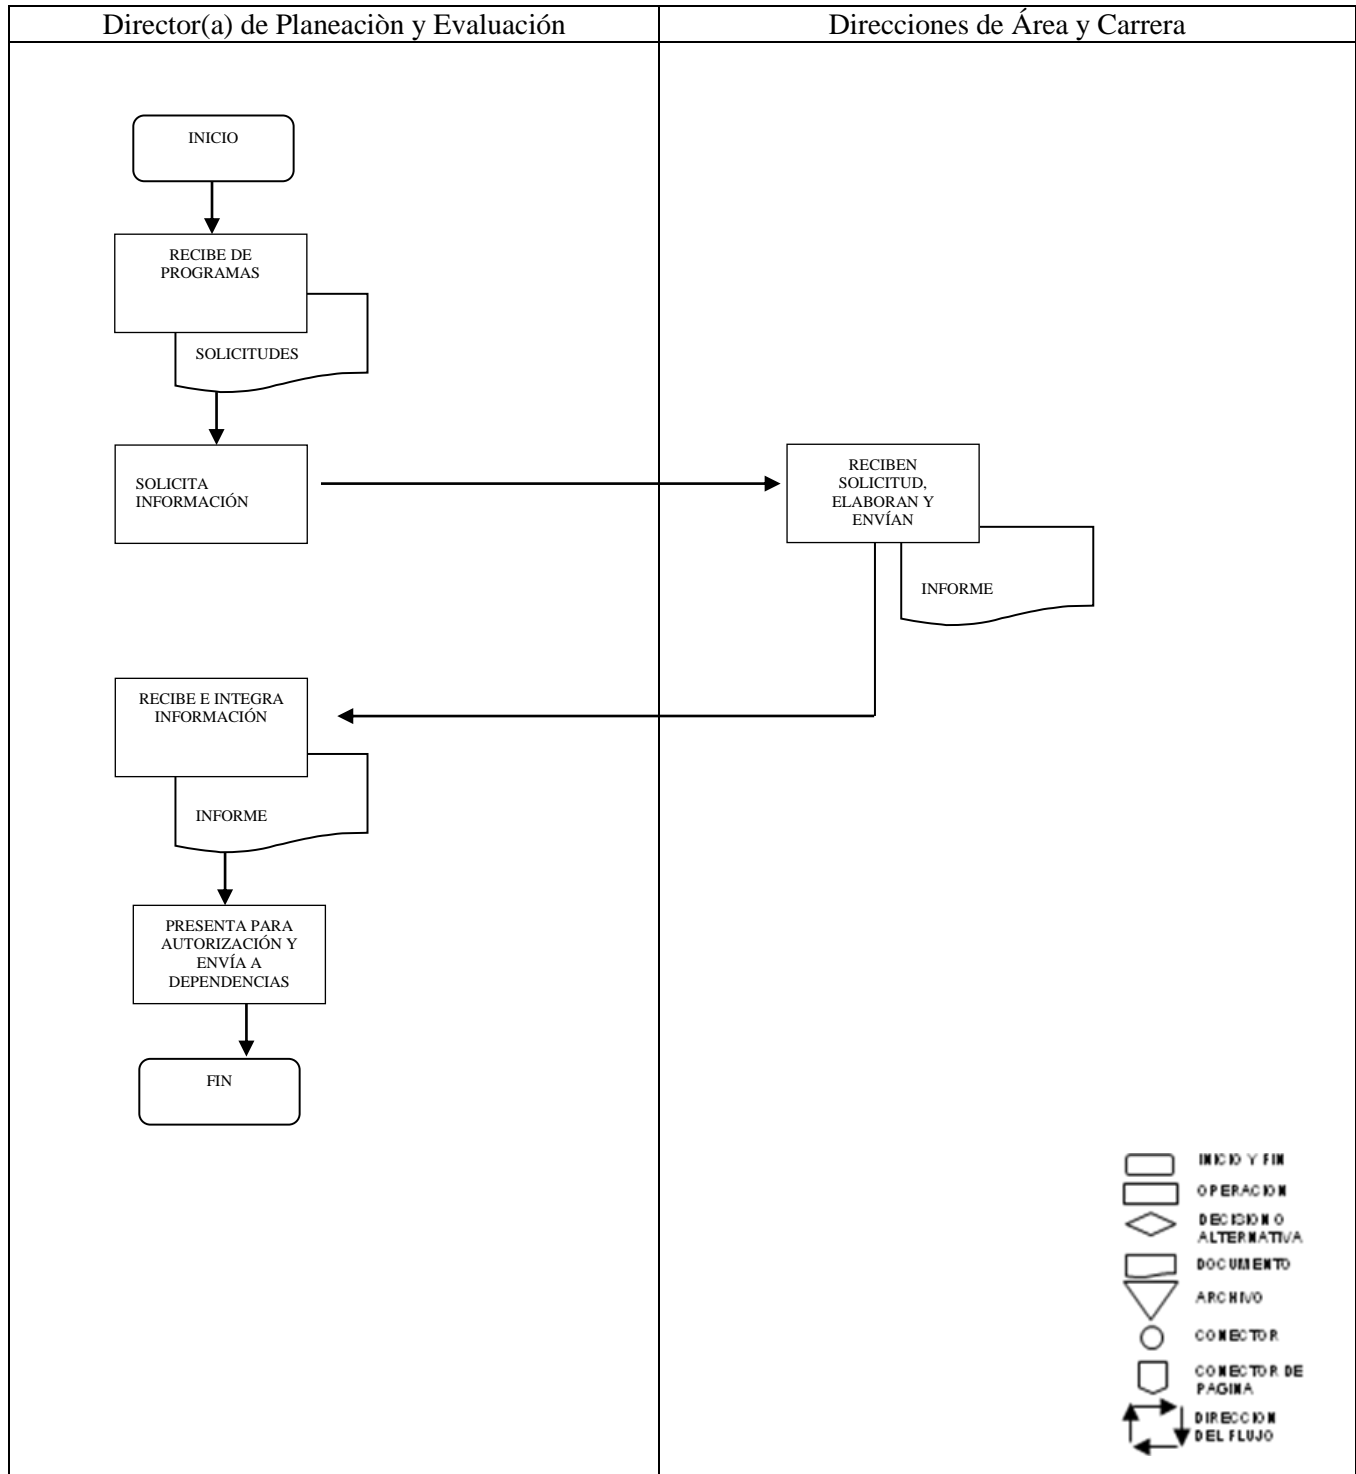 Director(a) de Planeaciòn y Evaluación
Direcciones de Área y Carrera
INICIO
RECIBE DE
PROGRAMAS
SOLICITUDES
SOLICITA
INFORMACIÓN
RECIBEN
SOLICITUD,
ELABORAN Y
ENVÍAN
INFORME
RECIBE E INTEGRA
INFORMACIÓN
INFORME
PRESENTA PARA
AUTORIZACIÓN Y
ENVÍA A
DEPENDENCIAS
FIN
INICIO Y FIN
OPERACION
DECISION O
ALTERNATIVA
DOCUMENTO
ARCHIVO
CONECTOR
CONECTOR DE
PAGINA
DIRECCION
DEL FLUJO